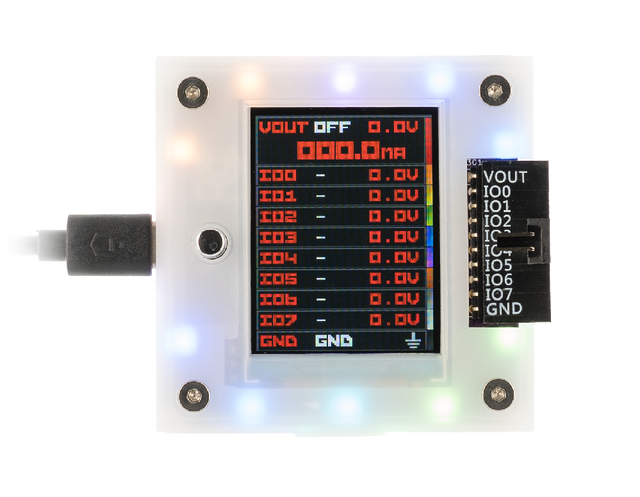 VOUT OFF 0.0V
000.0MA
IO0 - 0.0V
IO1 - 0.0V
IO2 - 0.0V
IO3 - 0.0V
IO4 - 0.0V
IO5 - 0.0V
IO6 - 0.0V
IO7 - 0.0V
GND GND
VOUT
IO0
IO1
IO2
IO5
IO6
IO7
GND